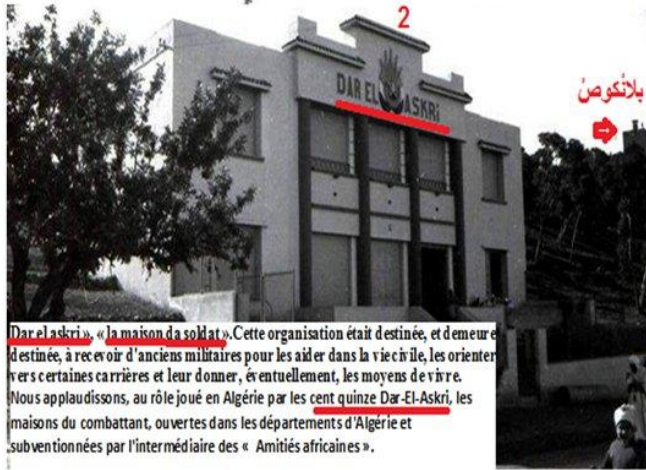 2
DAR EL ASKRi
پلانكوصْ
Dar el askri », « la maison da soldat ».Cette organisation était destinée, et demeure
destinée, à recevoir d'anciens militaires pour les aider dans la vie civile, les orienter
vers certaines carrières et leur donner, éventuellement, les moyens de vivre.
Nous applaudissons, au rôle joué en Algérie par les cent quinze Dar-El-Askri, les
maisons du combattant, ouvertes dans les départements d'Algérie et
subventionnées par l'intermédiaire des « Amitiés africaines ».